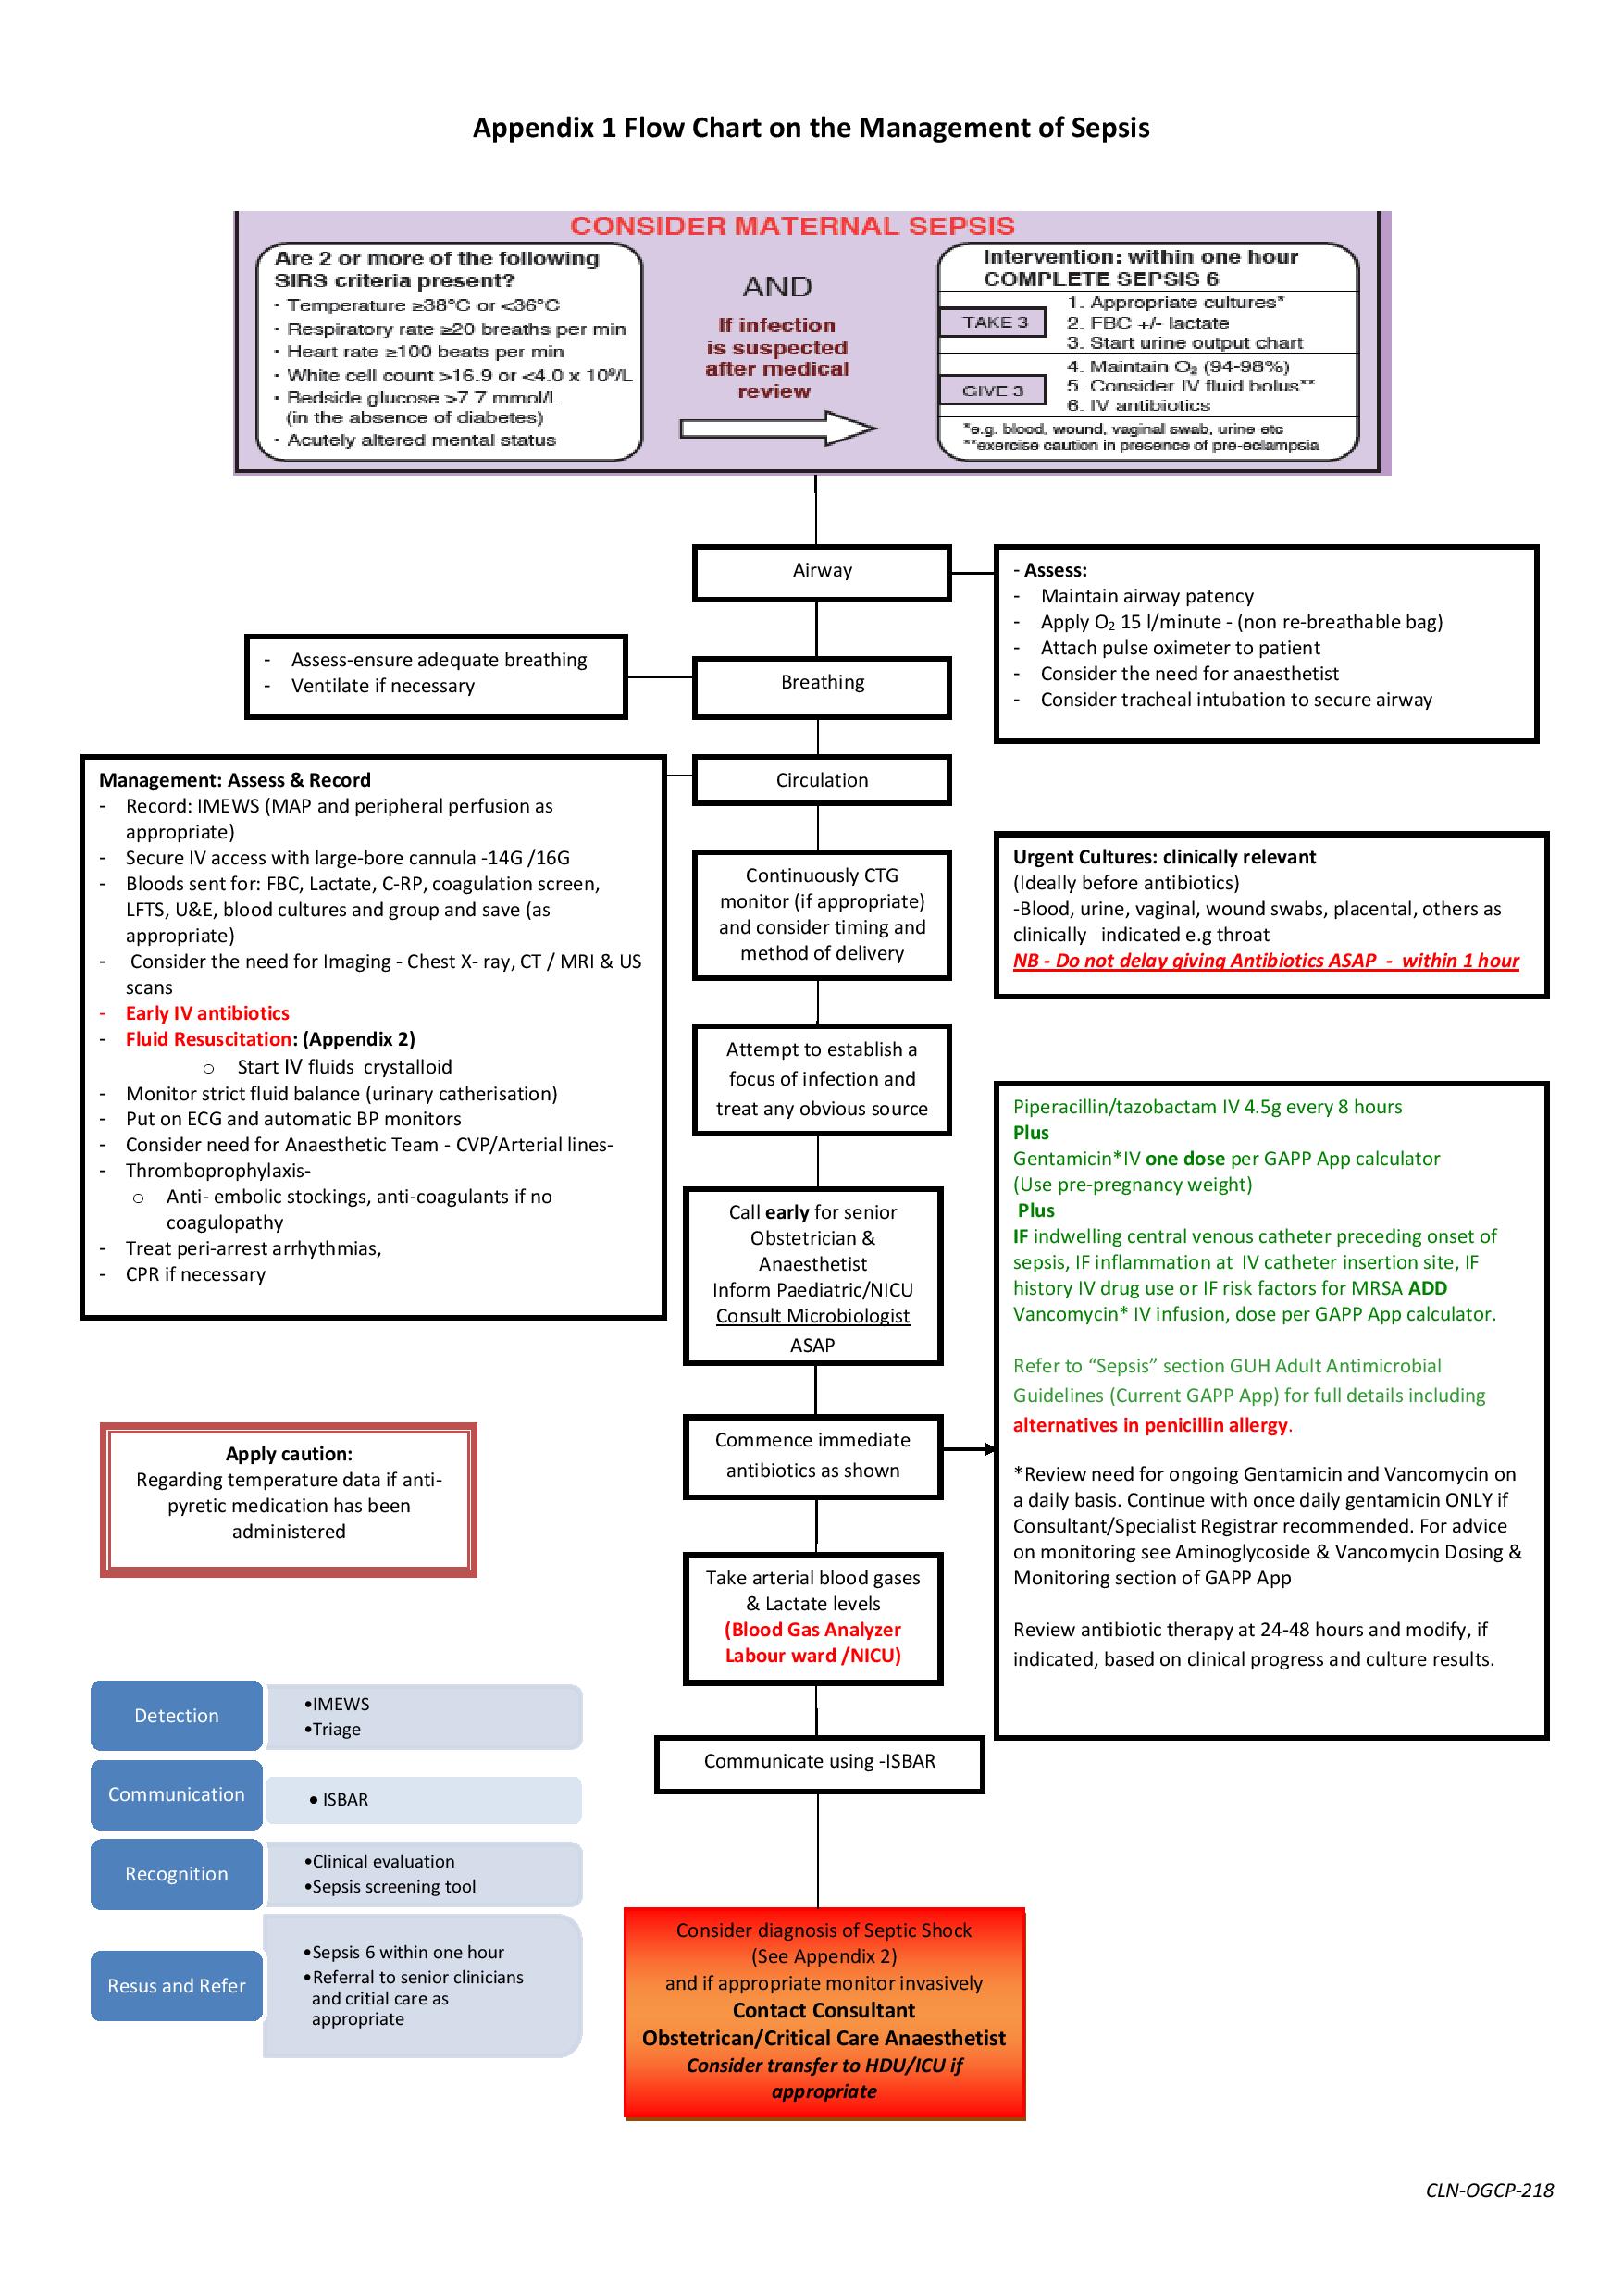 Appendix 1 Flow Chart on the Management of Sepsis
CONSIDER MATERNAL SEPSIS
Are 2 or more of the following
SIRS criteria present?
· Temperature ≥38°C or <36°C
· Respiratory rate ≥20 breaths per min
· Heart rate ≥100 beats per min
· White cell count >16.9 or <4.0 x 10⁹/L
· Bedside glucose >7.7 mmol/L
(in the absence of diabetes)
· Acutely altered mental status
AND
If infection
is suspected
after medical
review
Intervention: within one hour
COMPLETE SEPSIS 6
TAKE 3
1. Appropriate cultures*
2. FBC +/- lactate
3. Start urine output chart
GIVE 3
4. Maintain O₂ (94-98%)
5. Consider IV fluid bolus**
6. IV antibiotics
*e.g. blood, wound, vaginal swab, urine etc
**exercise caution in presence of pre-eclampsia
Airway
- Assess:
- Maintain airway patency
- Apply O₂ 15 l/minute - (non re-breathable bag)
- Attach pulse oximeter to patient
- Consider the need for anaesthetist
- Consider tracheal intubation to secure airway
- Assess-ensure adequate breathing
- Ventilate if necessary
Breathing
Circulation
Management: Assess & Record
- Record: IMEWS (MAP and peripheral perfusion as
appropriate)
- Secure IV access with large-bore cannula -14G /16G
- Bloods sent for: FBC, Lactate, C-RP, coagulation screen,
LFTS, U&E, blood cultures and group and save (as
appropriate)
- Consider the need for Imaging - Chest X- ray, CT / MRI & US
scans
- Early IV antibiotics
- Fluid Resuscitation: (Appendix 2)
o Start IV fluids crystalloid
- Monitor strict fluid balance (urinary catherisation)
- Put on ECG and automatic BP monitors
- Consider need for Anaesthetic Team - CVP/Arterial lines-
- Thromboprophylaxis-
o Anti- embolic stockings, anti-coagulants if no
coagulopathy
- Treat peri-arrest arrhythmias,
- CPR if necessary
Continuously CTG
monitor (if appropriate)
and consider timing and
method of delivery
Urgent Cultures: clinically relevant
(Ideally before antibiotics)
-Blood, urine, vaginal, wound swabs, placental, others as
clinically indicated e.g throat
NB - Do not delay giving Antibiotics ASAP - within 1 hour
Attempt to establish a
focus of infection and
treat any obvious source
Call early for senior
Obstetrician &
Anaesthetist
Inform Paediatric/NICU
Consult Microbiologist
ASAP
Commence immediate
antibiotics as shown
Piperacillin/tazobactam IV 4.5g every 8 hours
Plus
Gentamicin*IV one dose per GAPP App calculator
(Use pre-pregnancy weight)
Plus
IF indwelling central venous catheter preceding onset of
sepsis, IF inflammation at IV catheter insertion site, IF
history IV drug use or IF risk factors for MRSA ADD
Vancomycin* IV infusion, dose per GAPP App calculator.
Refer to “Sepsis” section GUH Adult Antimicrobial
Guidelines (Current GAPP App) for full details including
alternatives in penicillin allergy.
*Review need for ongoing Gentamicin and Vancomycin on
a daily basis. Continue with once daily gentamicin ONLY if
Consultant/Specialist Registrar recommended. For advice
on monitoring see Aminoglycoside & Vancomycin Dosing &
Monitoring section of GAPP App
Review antibiotic therapy at 24-48 hours and modify, if
indicated, based on clinical progress and culture results.
Apply caution:
Regarding temperature data if anti-
pyretic medication has been
administered
Take arterial blood gases
& Lactate levels
(Blood Gas Analyzer
Labour ward /NICU)
Communicate using -ISBAR
Detection
•IMEWS
•Triage
Communication
• ISBAR
Recognition
•Clinical evaluation
•Sepsis screening tool
Resus and Refer
•Sepsis 6 within one hour
•Referral to senior clinicians
and critial care as
appropriate
Consider diagnosis of Septic Shock
(See Appendix 2)
and if appropriate monitor invasively
Contact Consultant
Obstetrican/Critical Care Anaesthetist
Consider transfer to HDU/ICU if
appropriate
CLN-OGCP-218